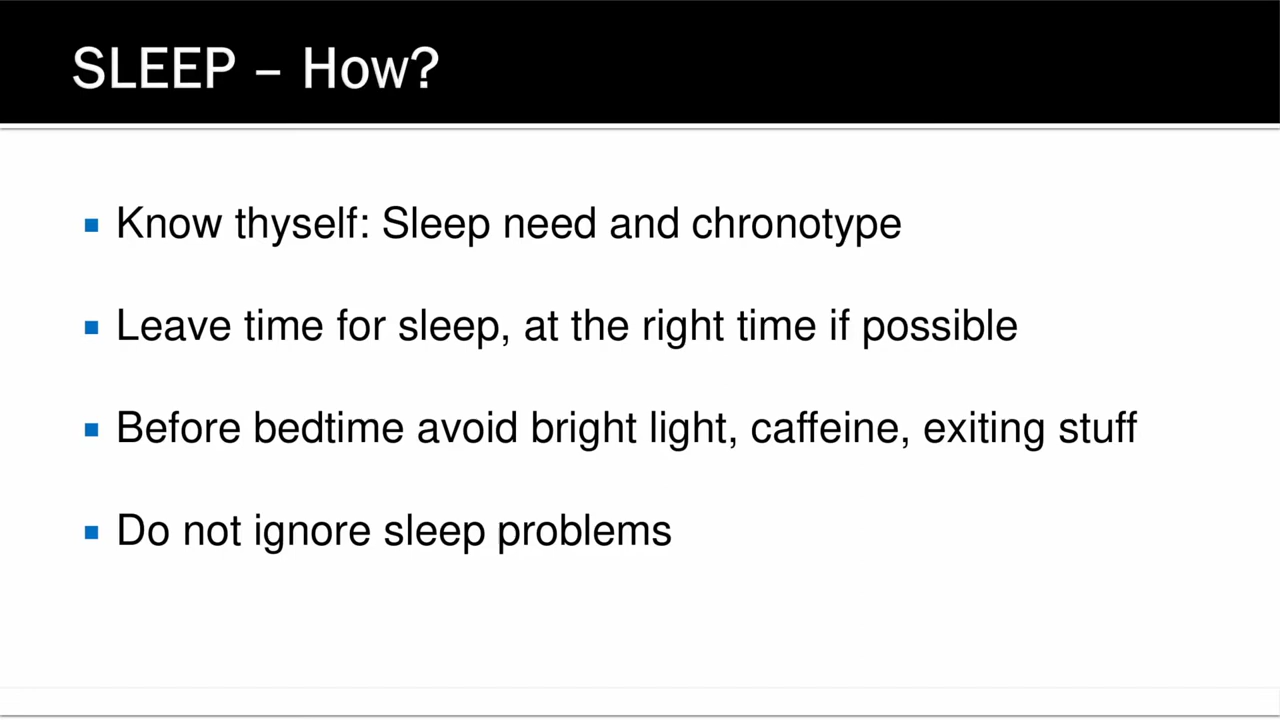 SLEEP – How?
Know thyself: Sleep need and chronotype
Leave time for sleep, at the right time if possible
Before bedtime avoid bright light, caffeine, exiting stuff
Do not ignore sleep problems